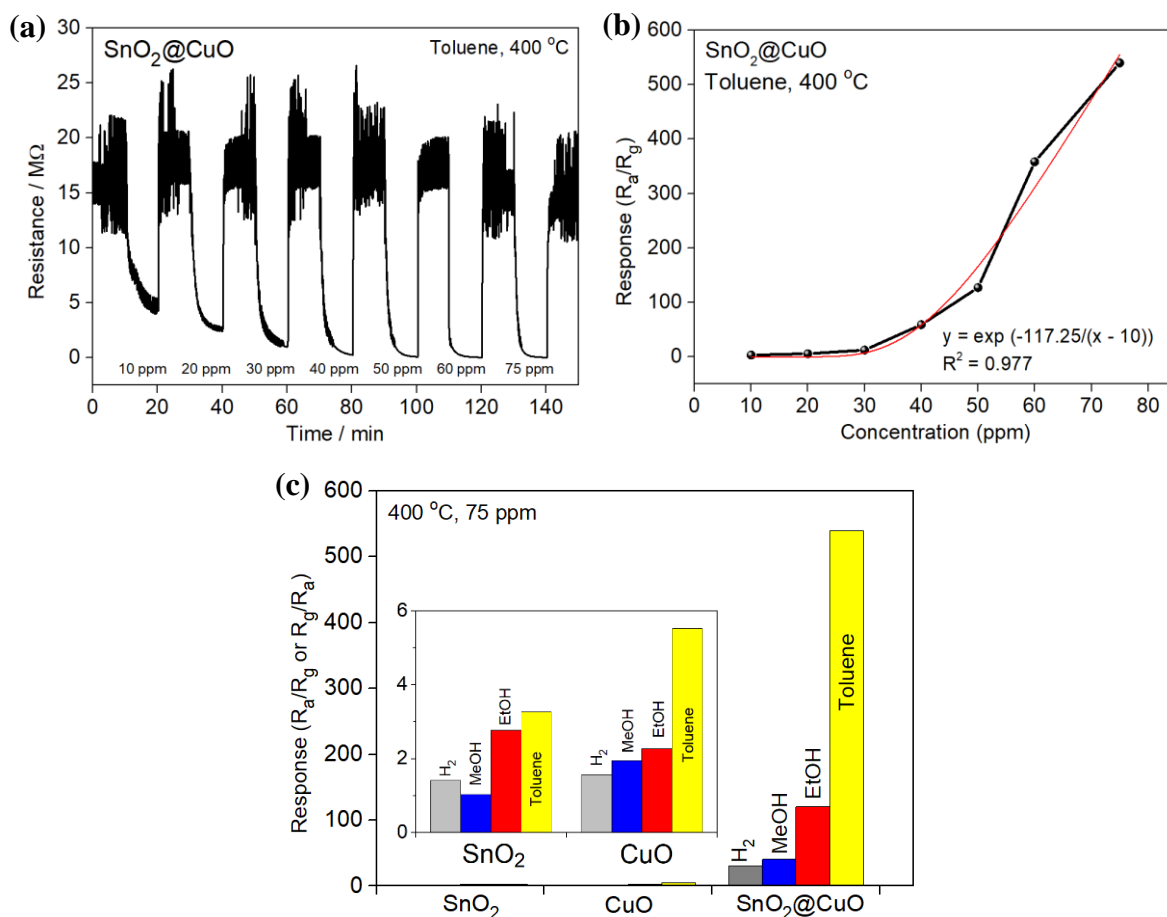 (a)
SnO₂@CuO
Toluene, 400 °C
Resistance / MΩ
30
25
20
15
10
5
0
10 ppm 20 ppm 30 ppm 40 ppm 50 ppm 60 ppm 75 ppm
0 20 40 60 80 100 120 140
Time / min
(b)
SnO₂@CuO
Toluene, 400 °C
Response (Rₐ/R_g)
600
500
400
300
200
100
0
y = exp (-117.25/(x - 10))
R² = 0.977
10 20 30 40 50 60 70 80
Concentration (ppm)
(c)
400 °C, 75 ppm
Response (Rₐ/R_g or R_g/Rₐ)
600
500
400
300
200
100
0
6
4
2
0
H₂
MeOH
EtOH
Toluene
H₂
MeOH
EtOH
Toluene
SnO₂ CuO
H₂
MeOH
EtOH
Toluene
SnO₂ CuO SnO₂@CuO